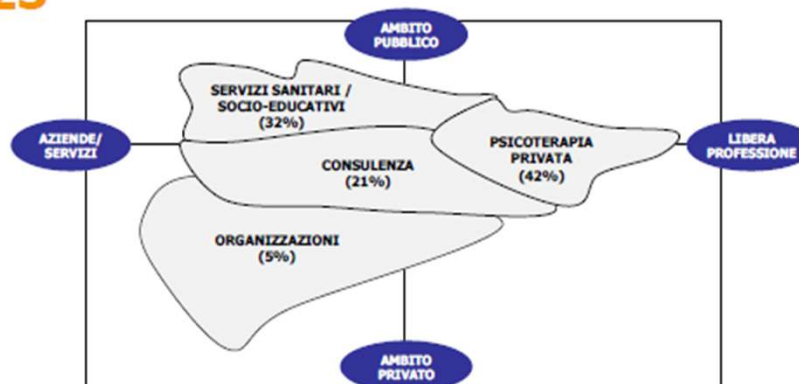 AMBITO
PUBBLICO
SERVIZI SANITARI /
SOCIO-EDUCATIVI
(32%)
AZIENDE/
SERVIZI
PSICOTERAPIA
PRIVATA
(42%)
LIBERA
PROFESSIONE
CONSULENZA
(21%)
ORGANIZZAZIONI
(5%)
AMBITO
PRIVATO